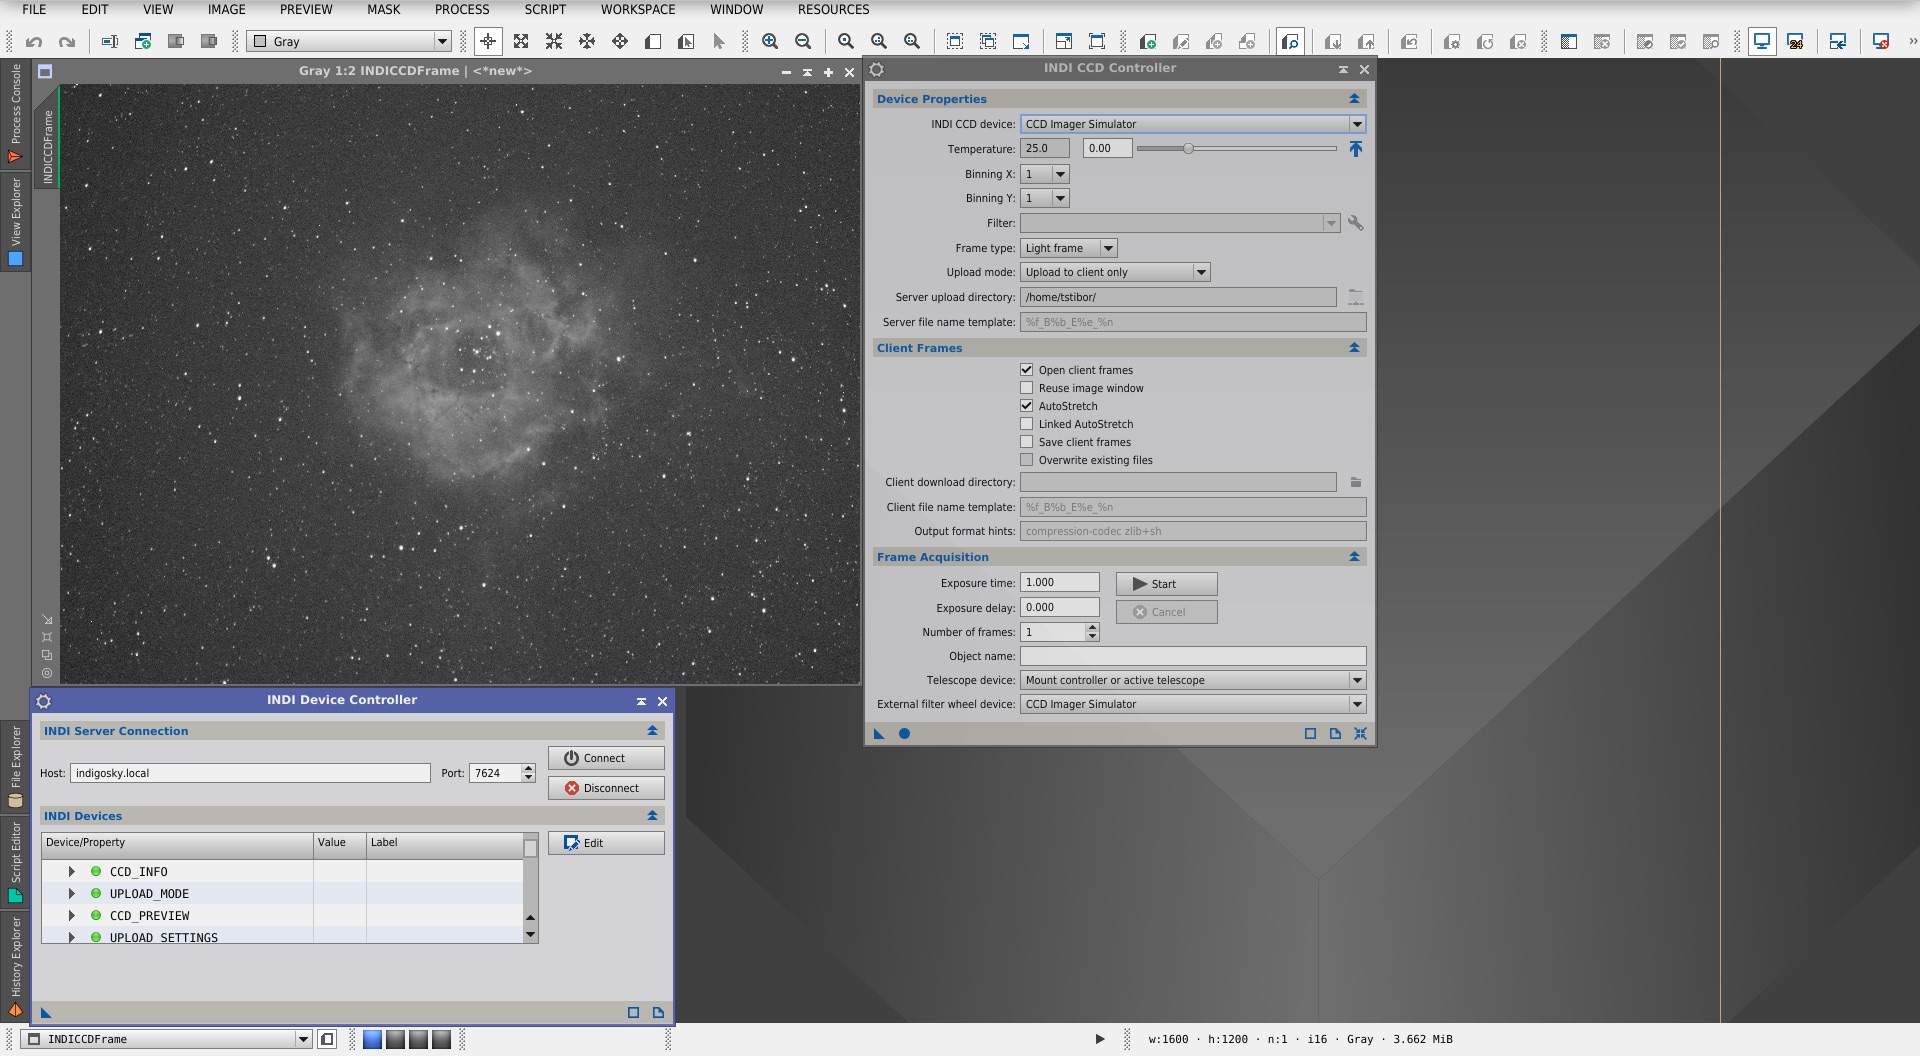 FILE EDIT VIEW IMAGE PREVIEW MASK PROCESS SCRIPT WORKSPACE WINDOW RESOURCES
Gray
24
Process Console
View Explorer
File Explorer
Script Editor
History Explorer
Gray 1:2 INDICCDFrame | <*new*>
INDICCDFrame
INDI CCD Controller
Device Properties
INDI CCD device: CCD Imager Simulator
Temperature: 25.0 0.00
Binning X: 1
Binning Y: 1
Filter:
Frame type: Light frame
Upload mode: Upload to client only
Server upload directory: /home/tstibor/
Server file name template: %f_B%b_E%e_%n
Client Frames
Open client frames
Reuse image window
AutoStretch
Linked AutoStretch
Save client frames
Overwrite existing files
Client download directory:
Client file name template: %f_B%b_E%e_%n
Output format hints: compression-codec zlib+sh
Frame Acquisition
Exposure time: 1.000 Start
Exposure delay: 0.000 Cancel
Number of frames: 1
Object name:
Telescope device: Mount controller or active telescope
External filter wheel device: CCD Imager Simulator
INDI Device Controller
INDI Server Connection
Host: indigosky.local Port: 7624 Connect
Disconnect
INDI Devices
Device/Property Value Label Edit
CCD_INFO
UPLOAD_MODE
CCD_PREVIEW
UPLOAD_SETTINGS
INDICCDFrame
w:1600 · h:1200 · n:1 · i16 · Gray · 3.662 MiB